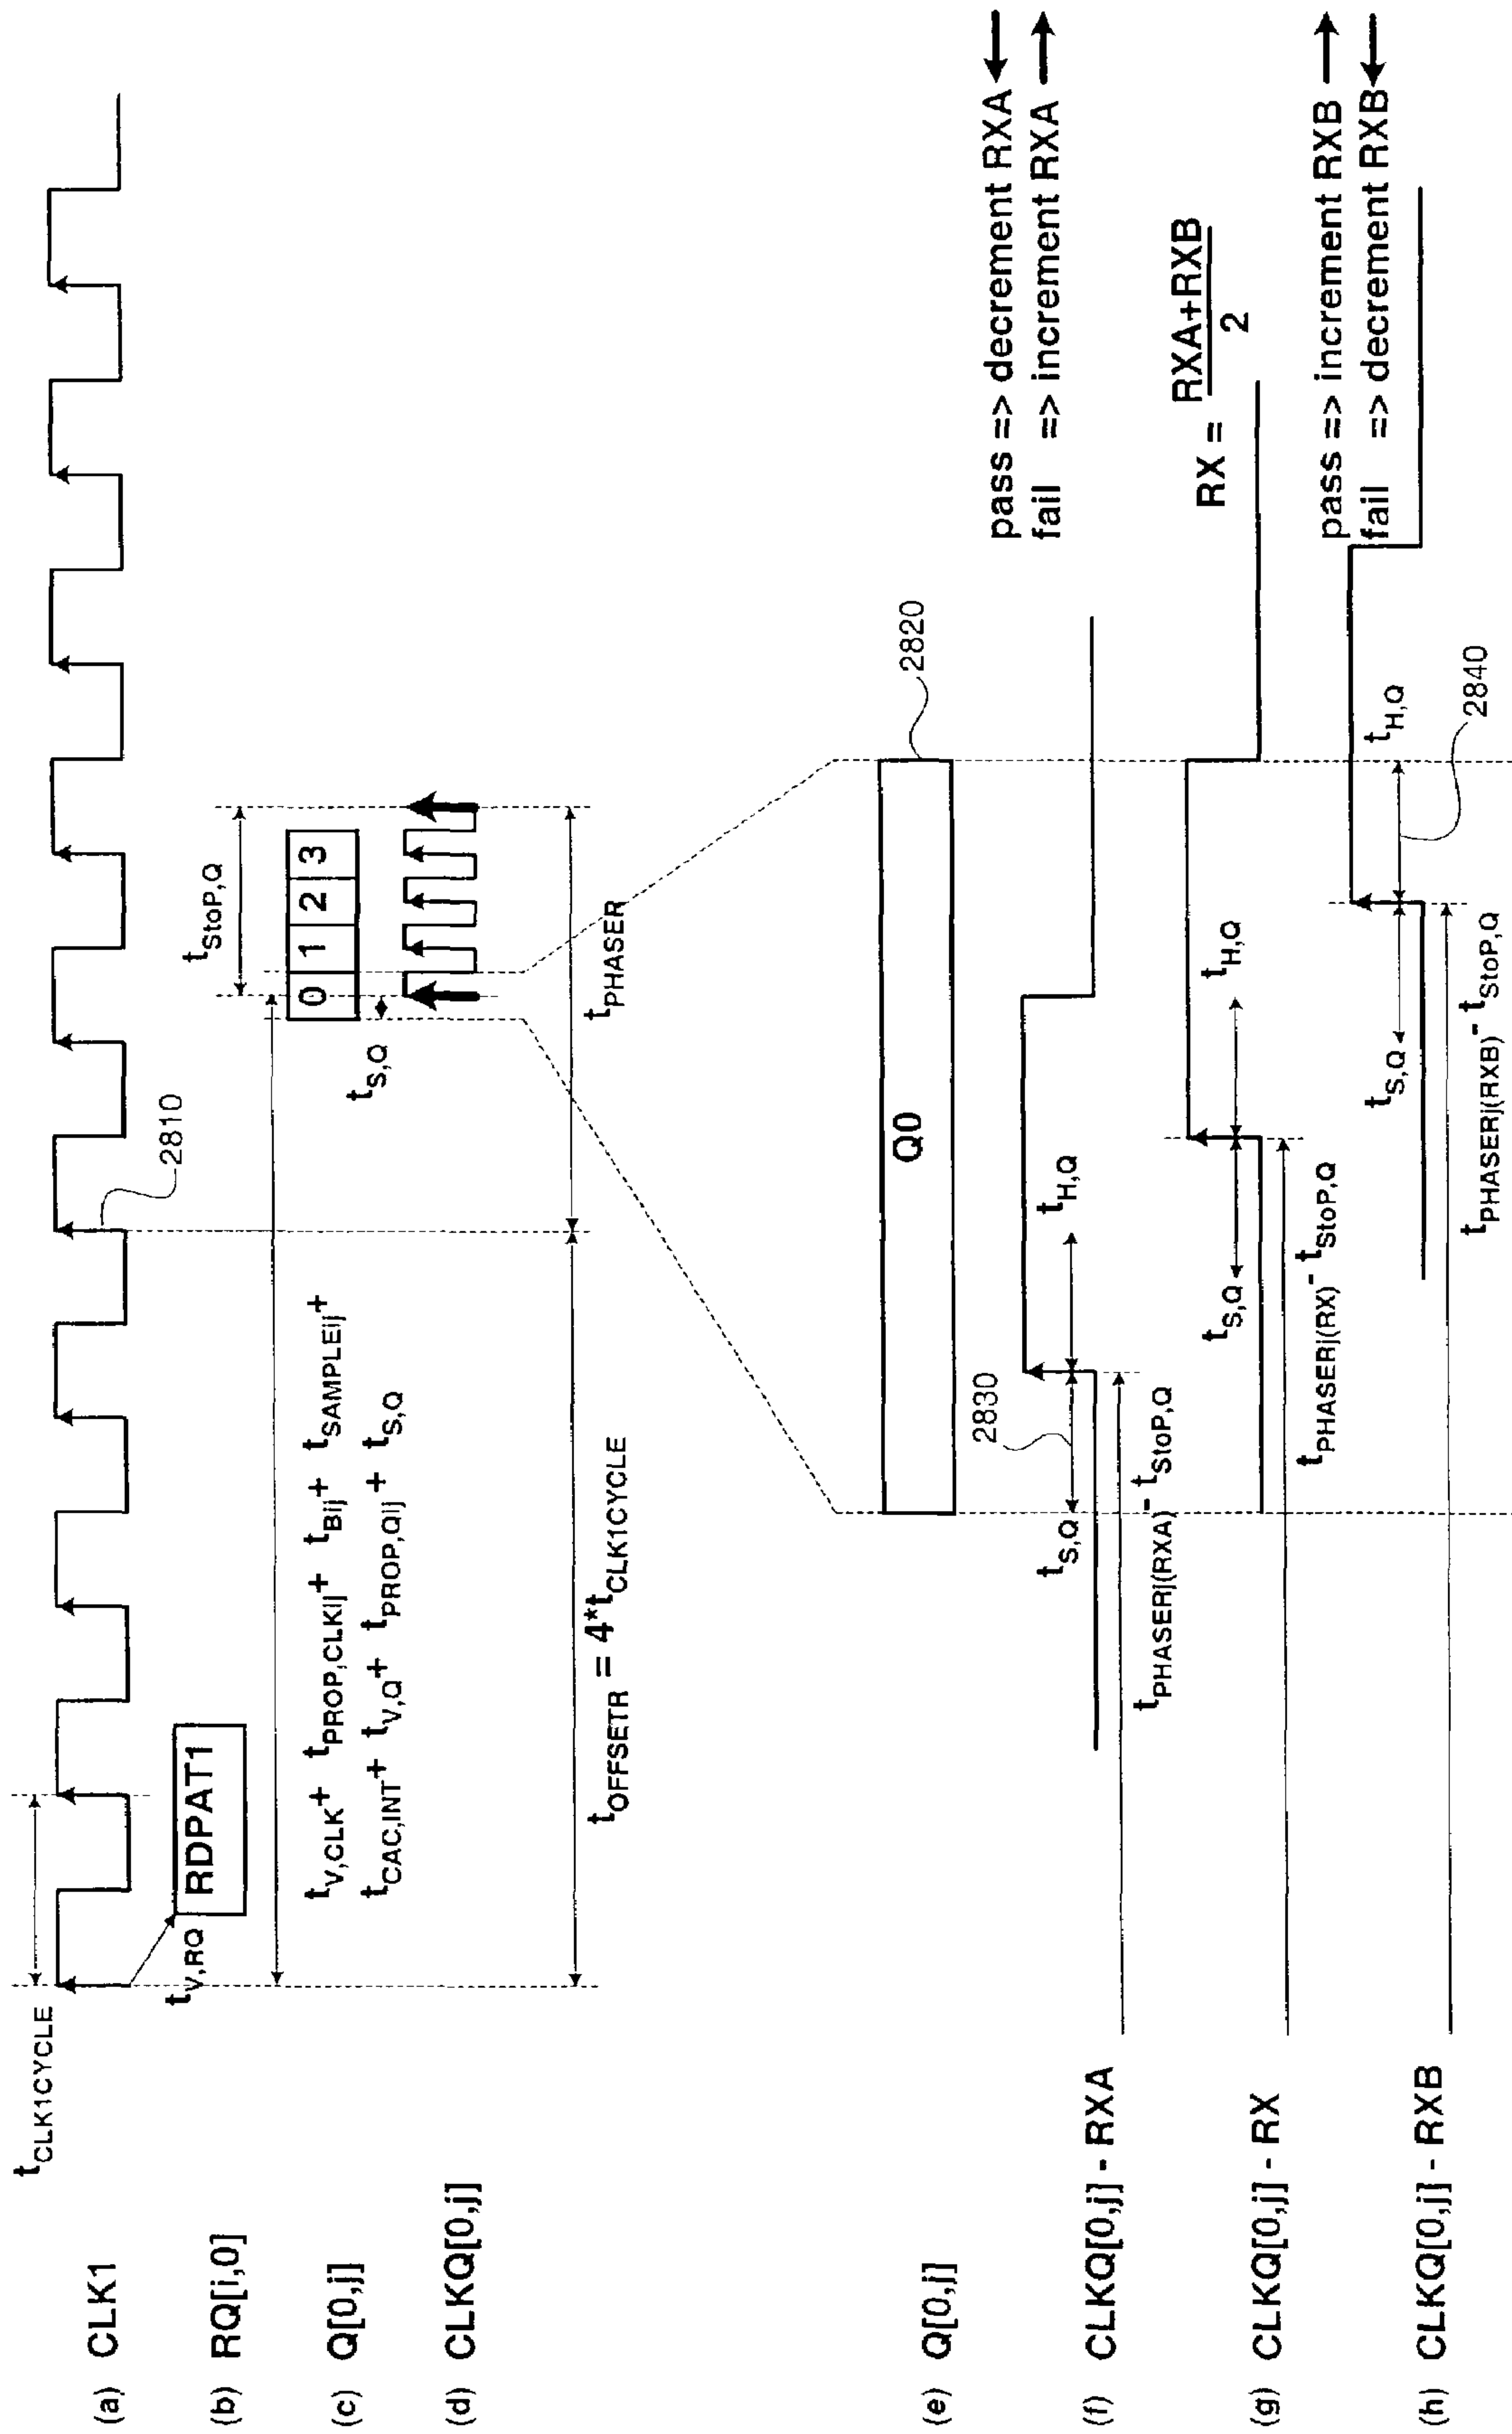 tCLK1CYCLE
(a) CLK1
2810
(b) RQ[i,0]
tV,RQ
RDPAT1
tStoP,Q
(c) Q[0,j]
tV,CLK+ tPROP,CLKij+ tBij+ tSAMPLEij+
tCAC,INT+ tV,Q+ tPROP,Qij+ tS,Q
0 1 2 3
tS,Q
(d) CLKQ[0,j]
tOFFSETR = 4*tCLK1CYCLE
tPHASER
2820
(e) Q[0,j]
Q0
(f) CLKQ[0,j] - RXA
2830
tS,Q
tH,Q
tPHASERj(RXA)- tStoP,Q
pass => decrement RXA
fail => increment RXA
(g) CLKQ[0,j] - RX
tS,Q
tH,Q
tPHASERj(RX)- tStoP,Q
RX = RXA+RXB
2
(h) CLKQ[0,j] - RXB
tS,Q
tH,Q
2840
tPHASERj(RXB)- tStoP,Q
pass => increment RXB
fail => decrement RXB